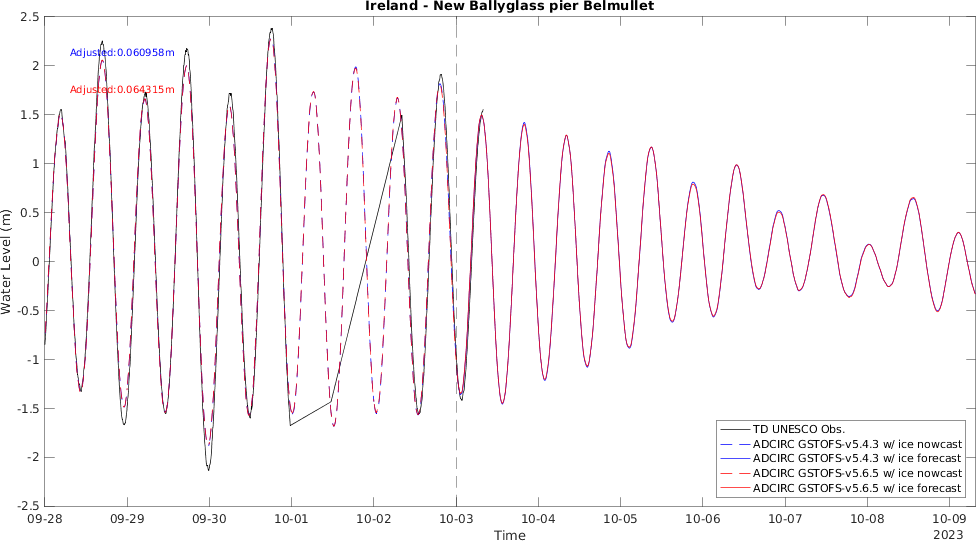 Ireland - New Ballyglass pier Belmullet
2.5
2
1.5
1
0.5
0
-0.5
-1
-1.5
-2
-2.5
Water Level (m)
Adjusted:0.060958m
Adjusted:0.064315m
TD UNESCO Obs.
ADCIRC GSTOFS-v5.4.3 w/ ice nowcast
ADCIRC GSTOFS-v5.4.3 w/ ice forecast
ADCIRC GSTOFS-v5.6.5 w/ ice nowcast
ADCIRC GSTOFS-v5.6.5 w/ ice forecast
09-28 09-29 09-30 10-01 10-02 10-03 10-04 10-05 10-06 10-07 10-08 10-09
2023
Time